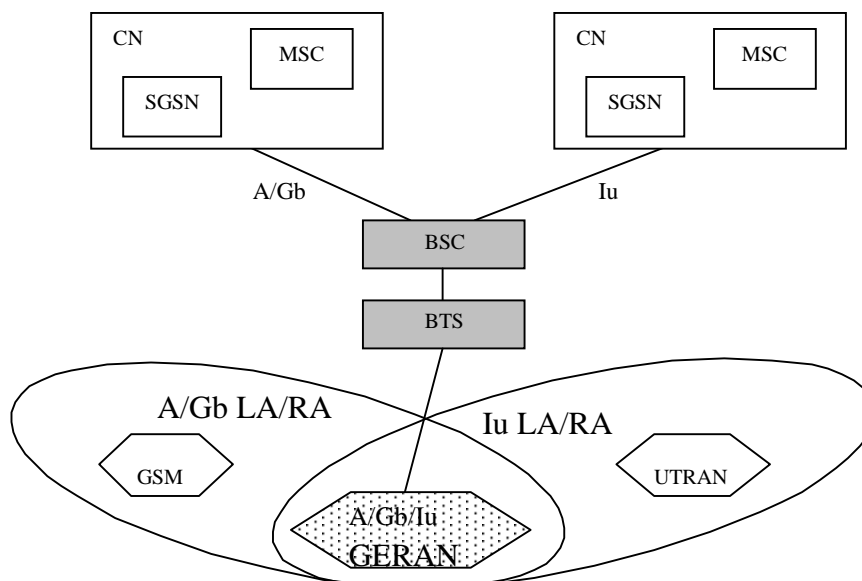 CN
MSC
SGSN
CN
MSC
SGSN
A/Gb
Iu
BSC
BTS
A/Gb LA/RA
Iu LA/RA
GSM
UTRAN
A/Gb/Iu
GERAN